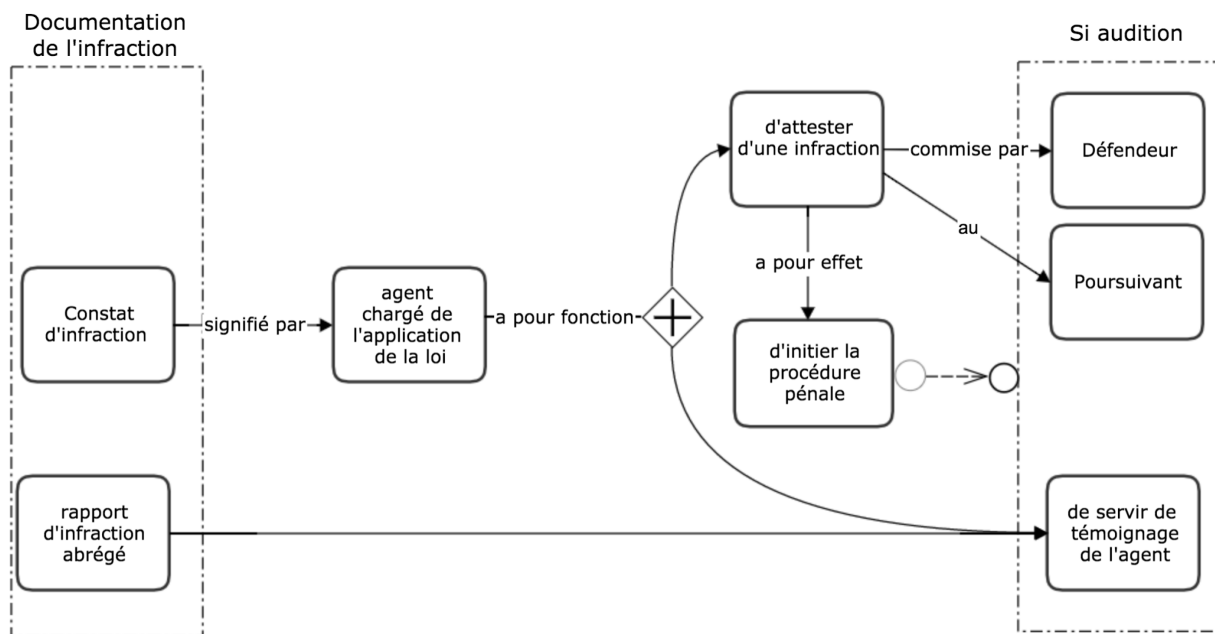 Documentation
de l'infraction
Si audition
d'attester
d'une infraction
commise par
Défendeur
au
Poursuivant
a pour effet
Constat
d'infraction
signifié par
agent
chargé de
l'application
de la loi
a pour fonction
d'initier la
procédure
pénale
rapport
d'infraction
abrégé
de servir de
témoignage
de l'agent